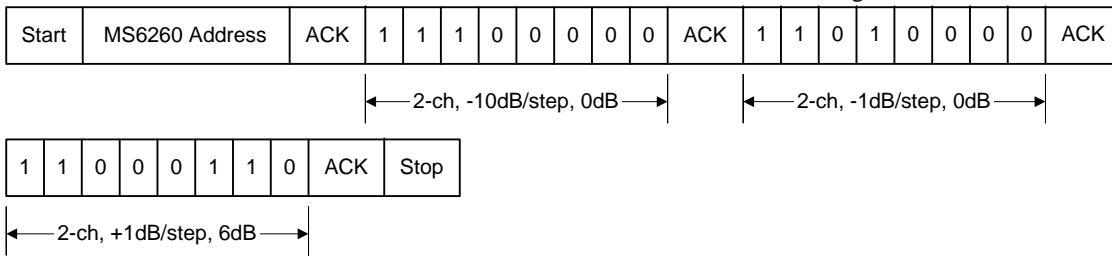 Start MS6260 Address ACK 1 1 1 0 0 0 0 0 ACK 1 1 0 1 0 0 0 0 ACK
2-ch, -10dB/step, 0dB 2-ch, -1dB/step, 0dB
1 1 0 0 0 1 1 0 ACK Stop
2-ch, +1dB/step, 6dB